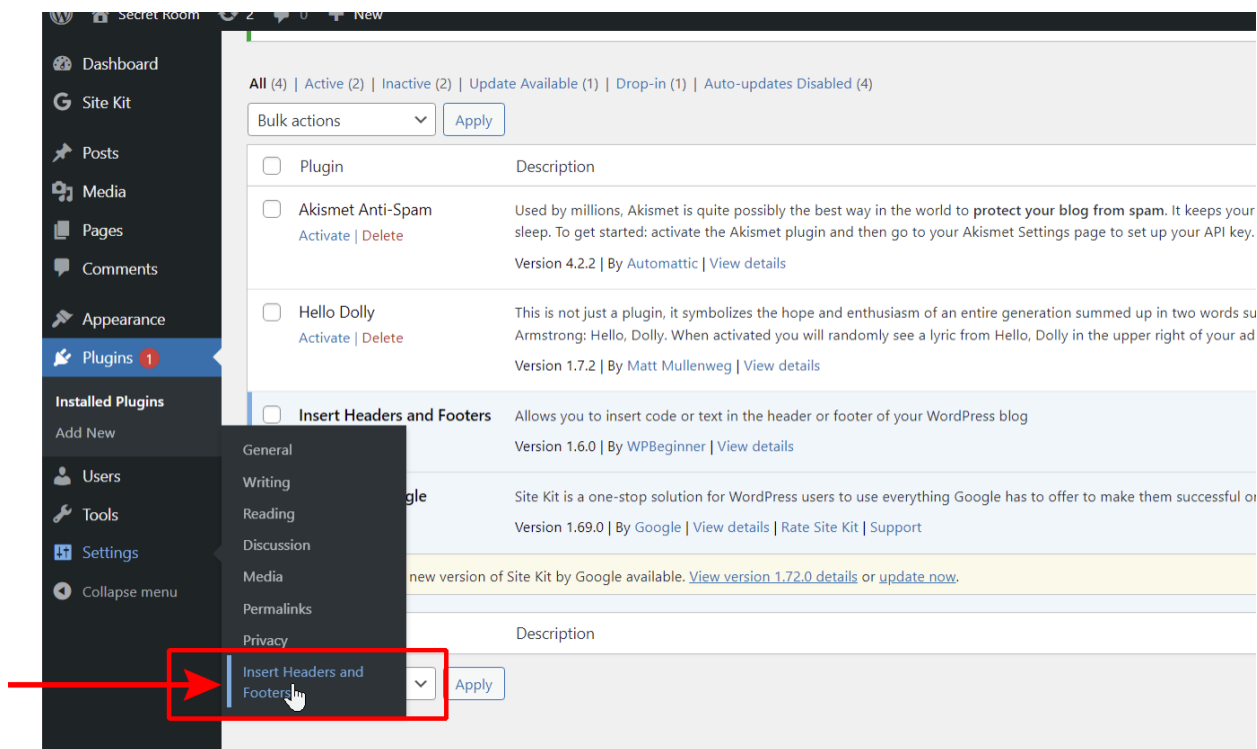 Secret Room 2 0 New
Dashboard
Site Kit
Posts
Media
Pages
Comments
Appearance
Plugins 1
Installed Plugins
Add New
Users
Tools
Settings
Collapse menu
General
Writing
Reading
Discussion
Media
Permalinks
Privacy
Insert Headers and
Footers
All (4) | Active (2) | Inactive (2) | Update Available (1) | Drop-in (1) | Auto-updates Disabled (4)
Bulk actions Apply
Plugin Description
Akismet Anti-Spam
Activate | Delete
Used by millions, Akismet is quite possibly the best way in the world to protect your blog from spam. It keeps your
sleep. To get started: activate the Akismet plugin and then go to your Akismet Settings page to set up your API key.
Version 4.2.2 | By Automattic | View details
Hello Dolly
Activate | Delete
This is not just a plugin, it symbolizes the hope and enthusiasm of an entire generation summed up in two words su
Armstrong: Hello, Dolly. When activated you will randomly see a lyric from Hello, Dolly in the upper right of your ad
Version 1.7.2 | By Matt Mullenweg | View details
Insert Headers and Footers
Allows you to insert code or text in the header or footer of your WordPress blog
Version 1.6.0 | By WPBeginner | View details
gle
Site Kit is a one-stop solution for WordPress users to use everything Google has to offer to make them successful o
Version 1.69.0 | By Google | View details | Rate Site Kit | Support
new version of Site Kit by Google available. View version 1.72.0 details or update now.
Description
Apply